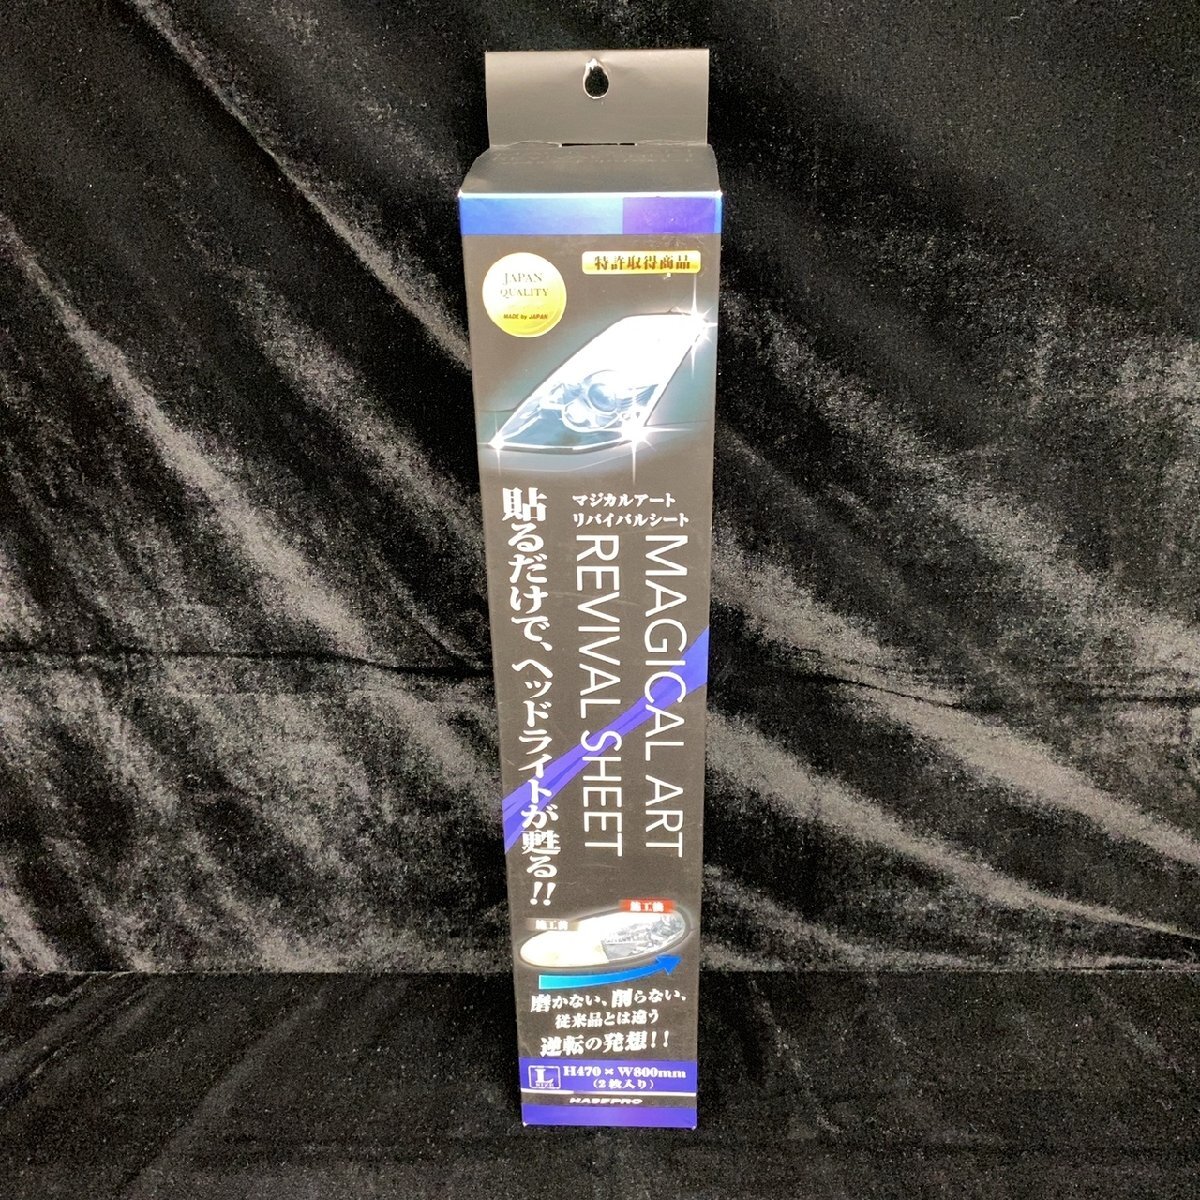 JAPAN
QUALITY
MADE by JAPAN
特許取得商品
マジカルアート
リバイバルシート
MAGICAL ART
REVIVAL SHEET
貼るだけで、ヘッドライトが甦る!!
施工前
施工後
磨かない、削らない。
従来品とは違う
逆転の発想!!
L
SIZE
H470 × W800mm
(2枚入り)
HASEPRO